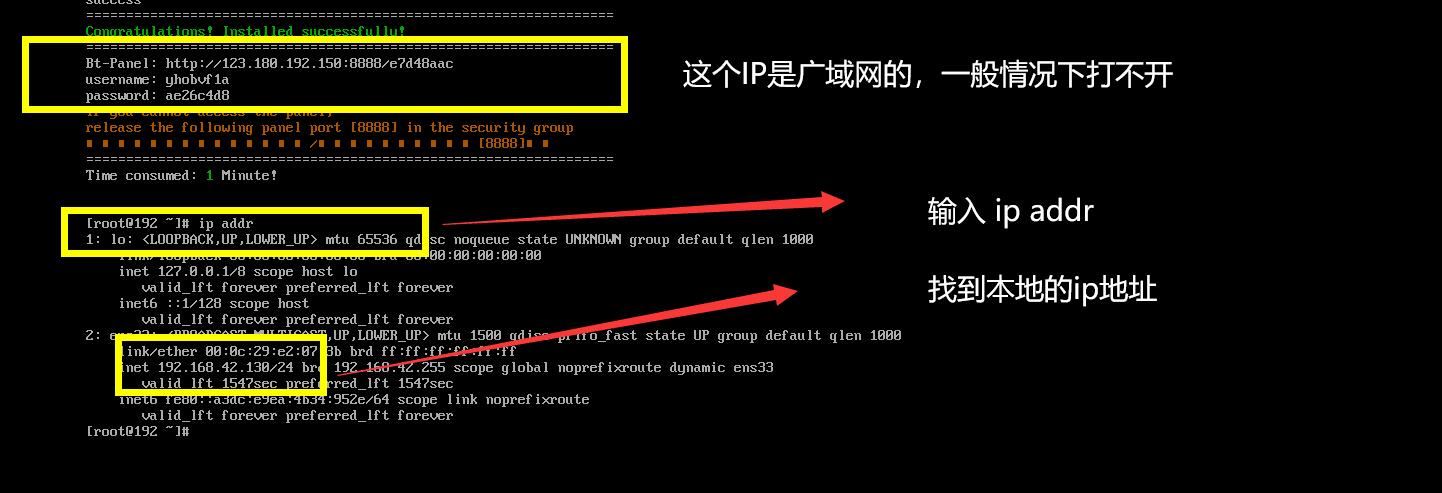 success
==================================================================
Congratulations! Installed successfully!
==================================================================
Bt-Panel: http://123.180.192.150:8888/e7d48aac
username: yhobvf1a
password: ae26c4d8
If you cannot access the panel,
release the following panel port [8888] in the security group
[8888]
==================================================================
Time consumed: 1 Minute!
这个IP是广域网的，一般情况下打不开
[root@192 ~]# ip addr
1: lo: <LOOPBACK,UP,LOWER_UP> mtu 65536 qdisc noqueue state UNKNOWN group default qlen 1000
link/loopback 00:00:00:00:00:00 brd 00:00:00:00:00:00
inet 127.0.0.1/8 scope host lo
valid_lft forever preferred_lft forever
inet6 ::1/128 scope host
valid_lft forever preferred_lft forever
2: ens33: <BROADCAST,MULTICAST,UP,LOWER_UP> mtu 1500 qdisc pfifo_fast state UP group default qlen 1000
link/ether brd ff:ff:ff:ff:ff:ff
inet 192.168.42.130/24 brd 192.168.42.255 scope global noprefixroute dynamic ens33
valid_lft 1547sec preferred_lft 1547sec
inet6 fe80::a3dc:e9ea:4b34:952e/64 scope link noprefixroute
valid_lft forever preferred_lft forever
[root@192 ~]#
输入 ip addr
找到本地的ip地址